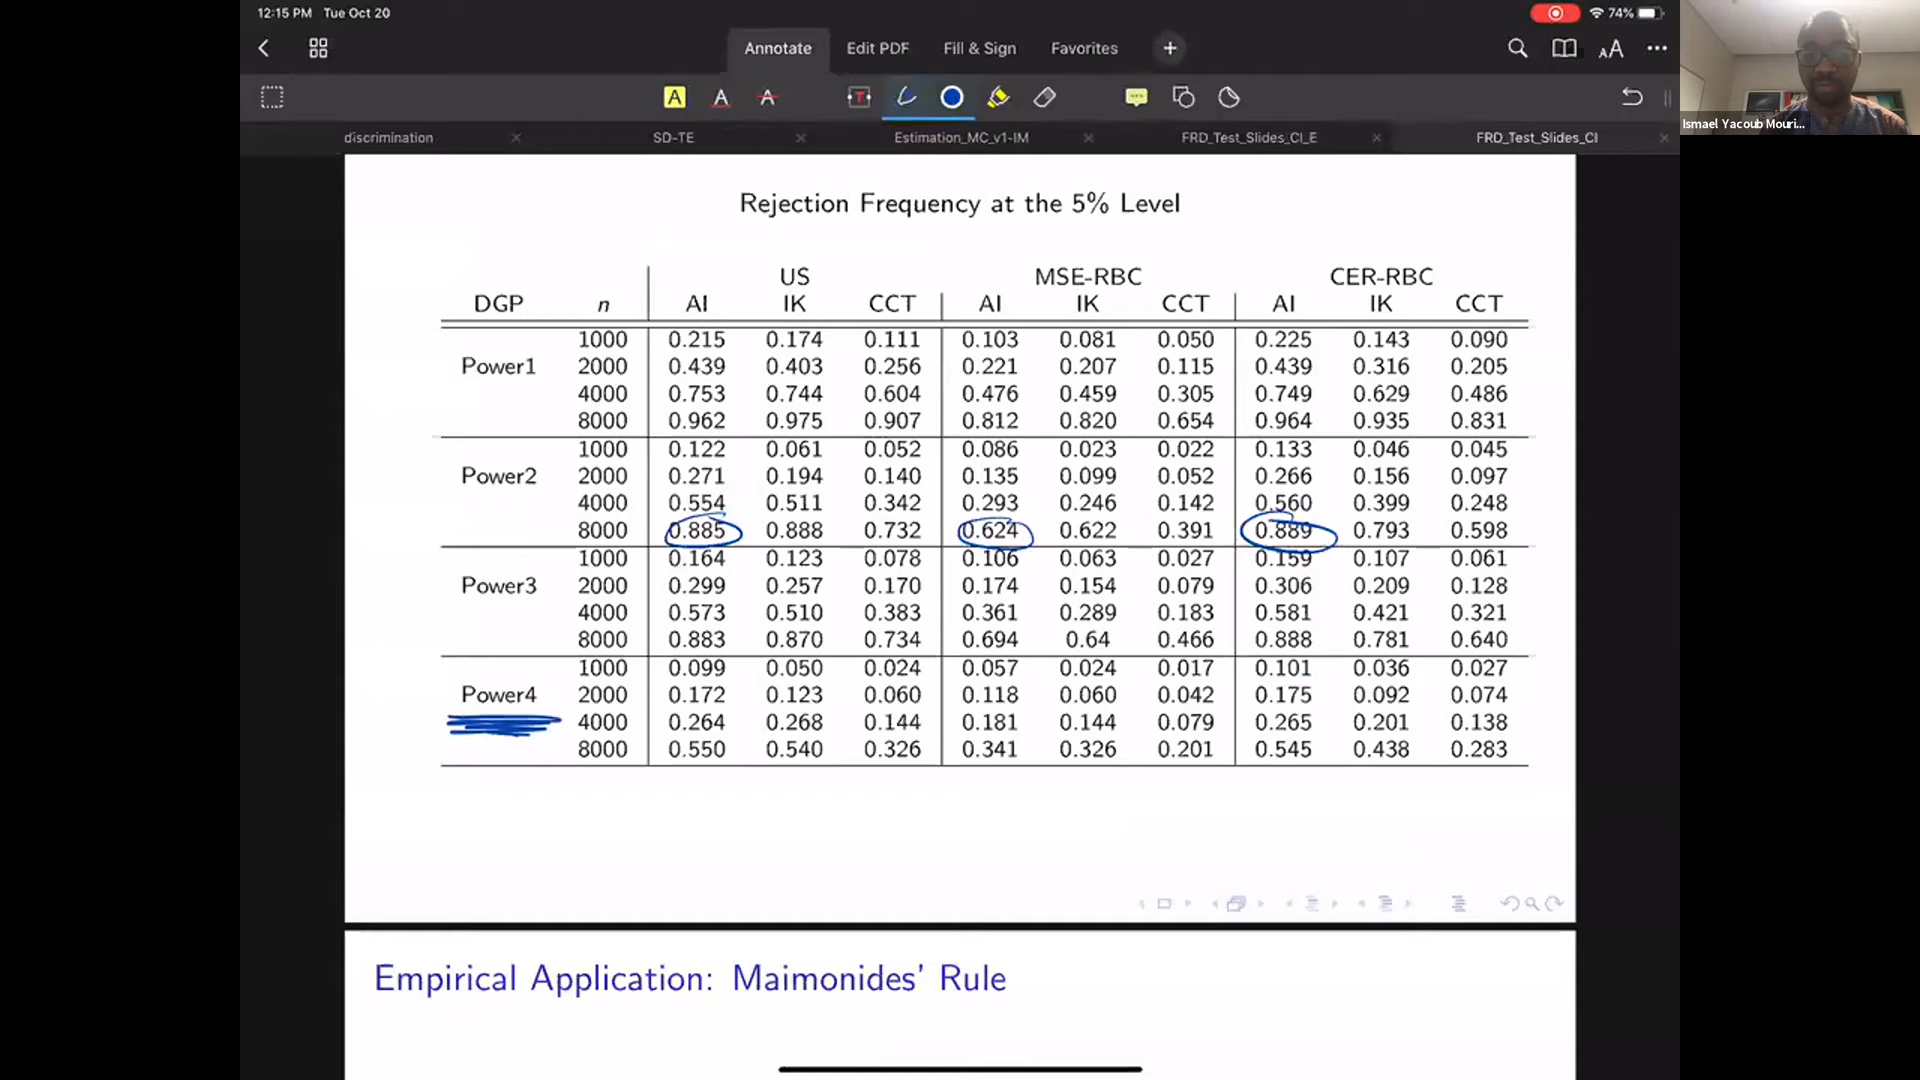 12:15 PM Tue Oct 20
74%
Annotate Edit PDF Fill & Sign Favorites +
discrimination SD-TE Estimation_MC_v1-IM FRD_Test_Slides_CI_E FRD_Test_Slides_CI
Ismael Yacoub Mouri...
Rejection Frequency at the 5% Level
US MSE-RBC CER-RBC
DGP n AI IK CCT AI IK CCT AI IK CCT
1000 0.215 0.174 0.111 0.103 0.081 0.050 0.225 0.143 0.090
Power1 2000 0.439 0.403 0.256 0.221 0.207 0.115 0.439 0.316 0.205
4000 0.753 0.744 0.604 0.476 0.459 0.305 0.749 0.629 0.486
8000 0.962 0.975 0.907 0.812 0.820 0.654 0.964 0.935 0.831
1000 0.122 0.061 0.052 0.086 0.023 0.022 0.133 0.046 0.045
Power2 2000 0.271 0.194 0.140 0.135 0.099 0.052 0.266 0.156 0.097
4000 0.554 0.511 0.342 0.293 0.246 0.142 0.560 0.399 0.248
8000 0.885 0.888 0.732 0.624 0.622 0.391 0.889 0.793 0.598
1000 0.164 0.123 0.078 0.106 0.063 0.027 0.159 0.107 0.061
Power3 2000 0.299 0.257 0.170 0.174 0.154 0.079 0.306 0.209 0.128
4000 0.573 0.510 0.383 0.361 0.289 0.183 0.581 0.421 0.321
8000 0.883 0.870 0.734 0.694 0.64 0.466 0.888 0.781 0.640
1000 0.099 0.050 0.024 0.057 0.024 0.017 0.101 0.036 0.027
Power4 2000 0.172 0.123 0.060 0.118 0.060 0.042 0.175 0.092 0.074
4000 0.264 0.268 0.144 0.181 0.144 0.079 0.265 0.201 0.138
8000 0.550 0.540 0.326 0.341 0.326 0.201 0.545 0.438 0.283
Empirical Application: Maimonides' Rule